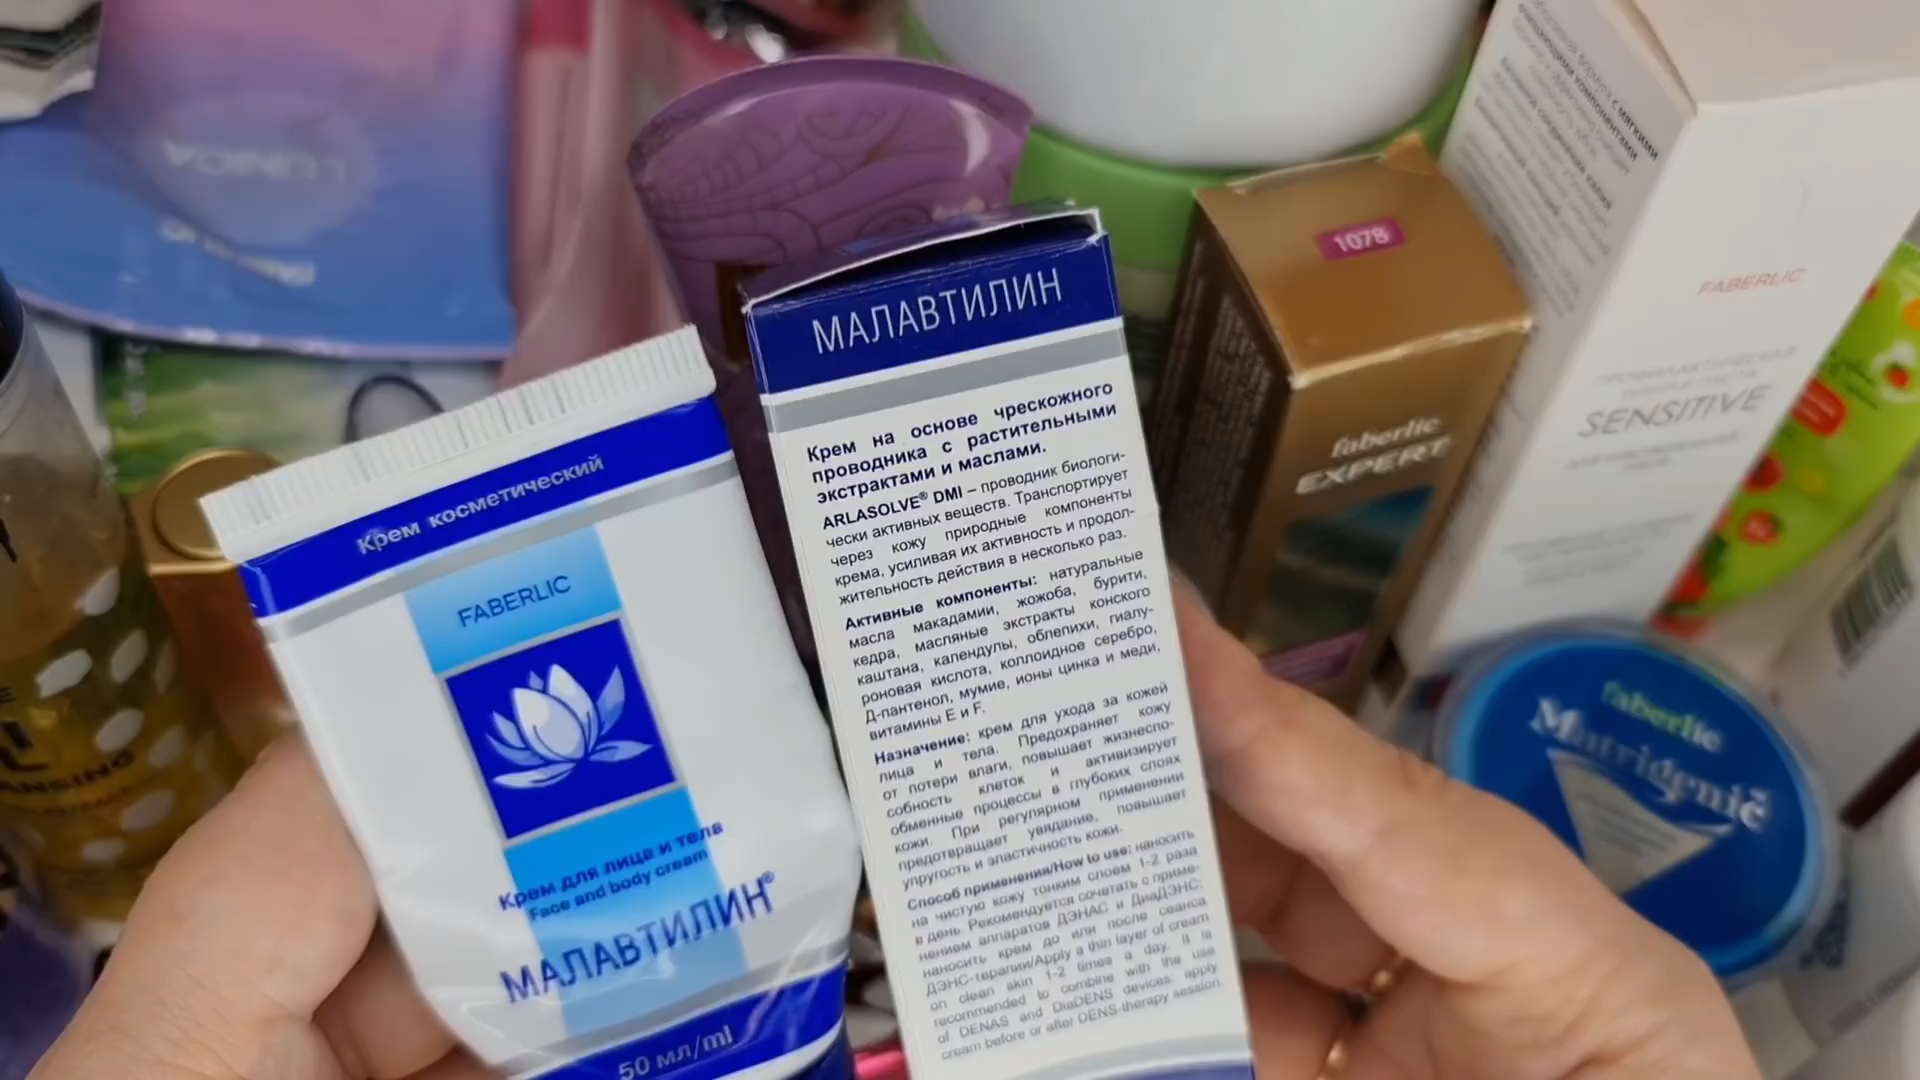 Крем косметический
FABERLIC
Крем для лица и тела
Face and body cream
МАЛАВТИЛИН®
50 мл/ml
МАЛАВТИЛИН
Крем на основе чрескожного
проводника с растительными
экстрактами и маслами.
ARLASOLVE® DMI – проводник биологи-
чески активных веществ. Транспортирует
через кожу природные компоненты
крема, усиливая их активность и продол-
жительность действия в несколько раз.
Активные компоненты: натуральные
масла макадамии, жожоба, бурити,
кедра, масляные экстракты конского
каштана, календулы, облепихи, гиалу-
роновая кислота, коллоидное серебро,
Д-пантенол, мумие, ионы цинка и меди,
витамины Е и F.
Назначение: крем для ухода за кожей
лица и тела. Предохраняет кожу
от потери влаги, повышает жизнеспо-
собность клеток и активизирует
обменные процессы в глубоких слоях
кожи. При регулярном применении
предотвращает увядание, повышает
упругость и эластичность кожи.
Способ применения/How to use: наносить
на чистую кожу тонким слоем 1-2 раза
в день. Рекомендуется сочетать с приме-
нением аппаратов ДЭНАС и ДиаДЭНС:
наносить крем до или после сеанса
ДЭНС-терапии/Apply a thin layer of cream
on clean skin 1-2 times a day. It is
recommended to combine with the use
of DENAS and DiaDENS devices: apply
cream before or after DENS-therapy session.
1078
faberlic
EXPERT
FABERLIC
SENSITIVE
faberlic
Nutrigenic
LUNICA